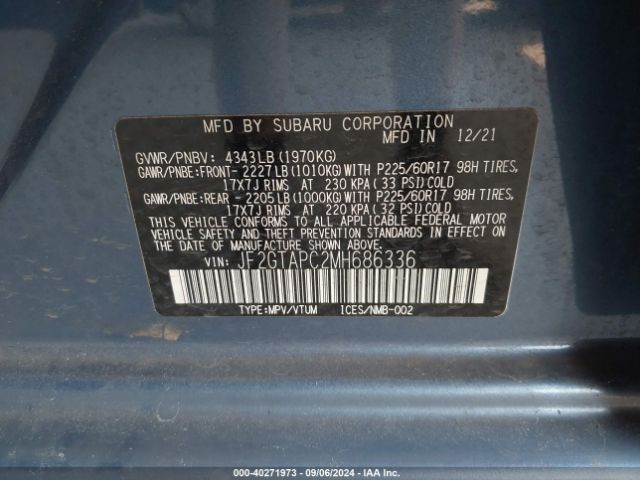 MFD BY SUBARU CORPORATION
MFD IN 12/21
GVWR/PNBV: 4343LB (1970KG)
GAWR/PNBE:FRONT- 2227LB (1010KG) WITH P225/60R17 98H TIRES,
17X7J RIMS AT 230 KPA (33 PSI) COLD
GAWR/PNBE:REAR - 2205LB (1000KG) WITH P225/60R17 98H TIRES,
17X7J RIMS AT 220 KPA (32 PSI) COLD
THIS VEHICLE CONFORMS TO ALL APPLICABLE FEDERAL MOTOR
VEHICLE SAFETY AND THEFT PREVENTION STANDARDS IN EFFECT ON
THE DATE OF MANUFACTURE SHOWN ABOVE.
VIN: JF2GTAPC2MH686336
TYPE:MPV/VTUM ICES/NMB-002
000-40271973 - 09/06/2024 - IAA Inc.